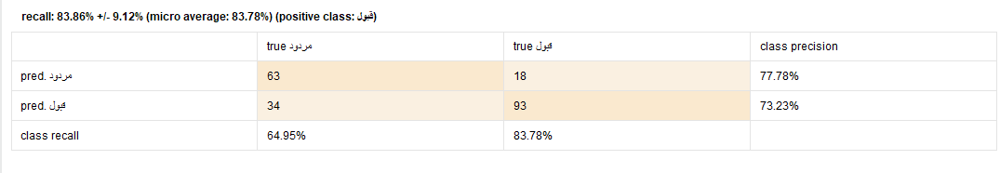 recall: 83.86% +/- 9.12% (micro average: 83.78%) (positive class: قبول)
true مردود true قبول class precision
pred. مردود 63 18 77.78%
pred. قبول 34 93 73.23%
class recall 64.95% 83.78%